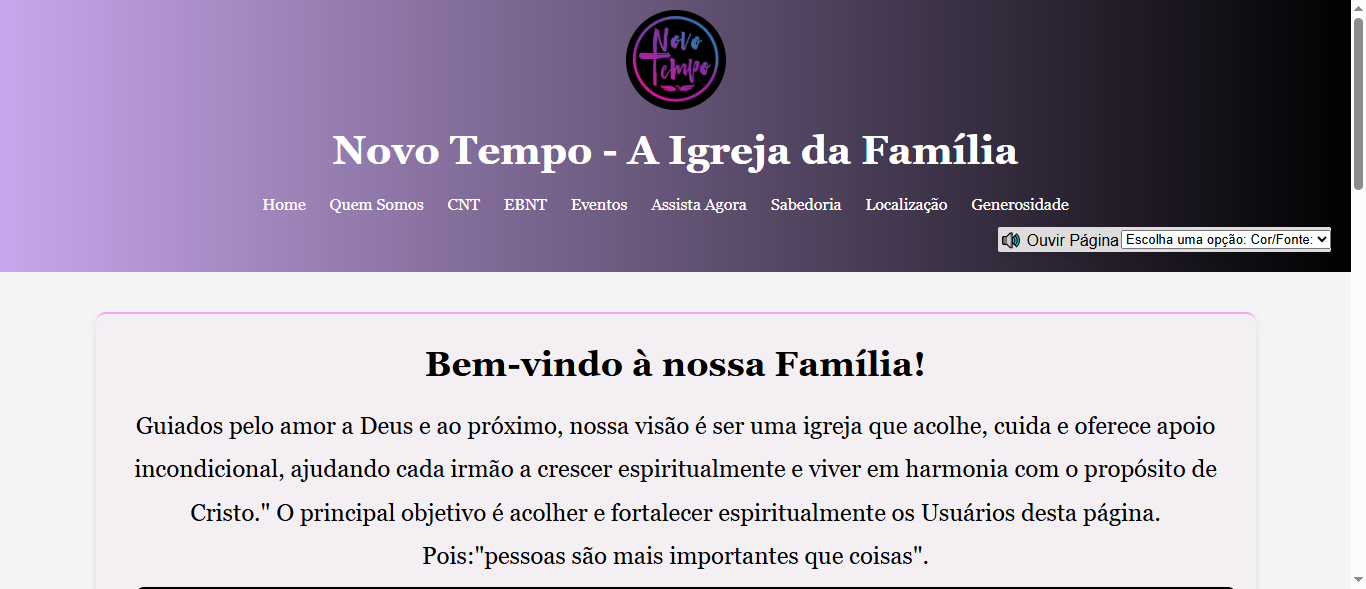 Novo
Tempo
Novo Tempo - A Igreja da Família
Home Quem Somos CNT EBNT Eventos Assista Agora Sabedoria Localização Generosidade
Ouvir Página Escolha uma opção: Cor/Fonte:
Bem-vindo à nossa Família!
Guiados pelo amor a Deus e ao próximo, nossa visão é ser uma igreja que acolhe, cuida e oferece apoio
incondicional, ajudando cada irmão a crescer espiritualmente e viver em harmonia com o propósito de
Cristo." O principal objetivo é acolher e fortalecer espiritualmente os Usuários desta página.
Pois:"pessoas são mais importantes que coisas".